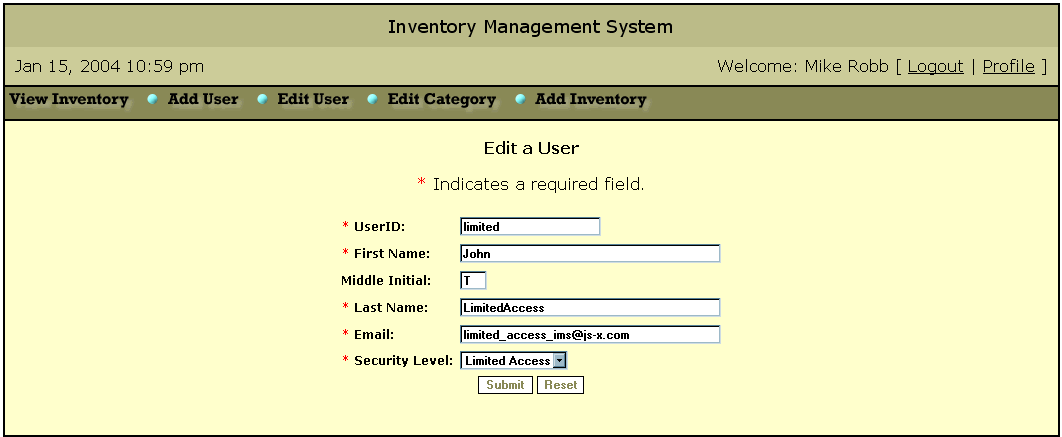 Inventory Management System
Jan 15, 2004 10:59 pm Welcome: Mike Robb [ Logout | Profile ]
View Inventory Add User Edit User Edit Category Add Inventory
Edit a User
* Indicates a required field.
* UserID: limited
* First Name: John
Middle Initial: T
* Last Name: LimitedAccess
* Email: limited_access_ims@js-x.com
* Security Level: Limited Access
Submit Reset